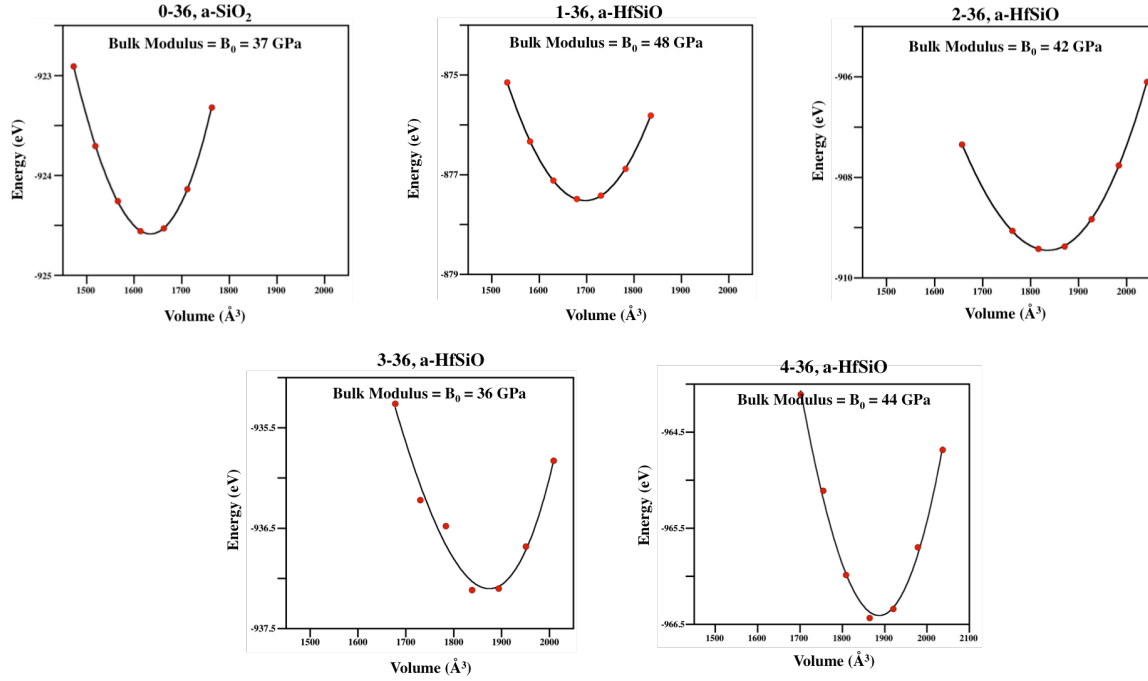 0-36, a-SiO₂
Bulk Modulus = B₀ = 37 GPa
-923
-924
-925
Energy (eV)
1500 1600 1700 1800 1900 2000
Volume (Å³)
1-36, a-HfSiO
Bulk Modulus = B₀ = 48 GPa
-875
-877
-879
Energy (eV)
1500 1600 1700 1800 1900 2000
Volume (Å³)
2-36, a-HfSiO
Bulk Modulus = B₀ = 42 GPa
-906
-908
-910
Energy (eV)
1500 1600 1700 1800 1900 2000
Volume (Å³)
3-36, a-HfSiO
Bulk Modulus = B₀ = 36 GPa
-935.5
-936.5
-937.5
Energy (eV)
1500 1600 1700 1800 1900 2000
Volume (Å³)
4-36, a-HfSiO
Bulk Modulus = B₀ = 44 GPa
-964.5
-965.5
-966.5
Energy (eV)
1500 1600 1700 1800 1900 2000 2100
Volume (Å³)